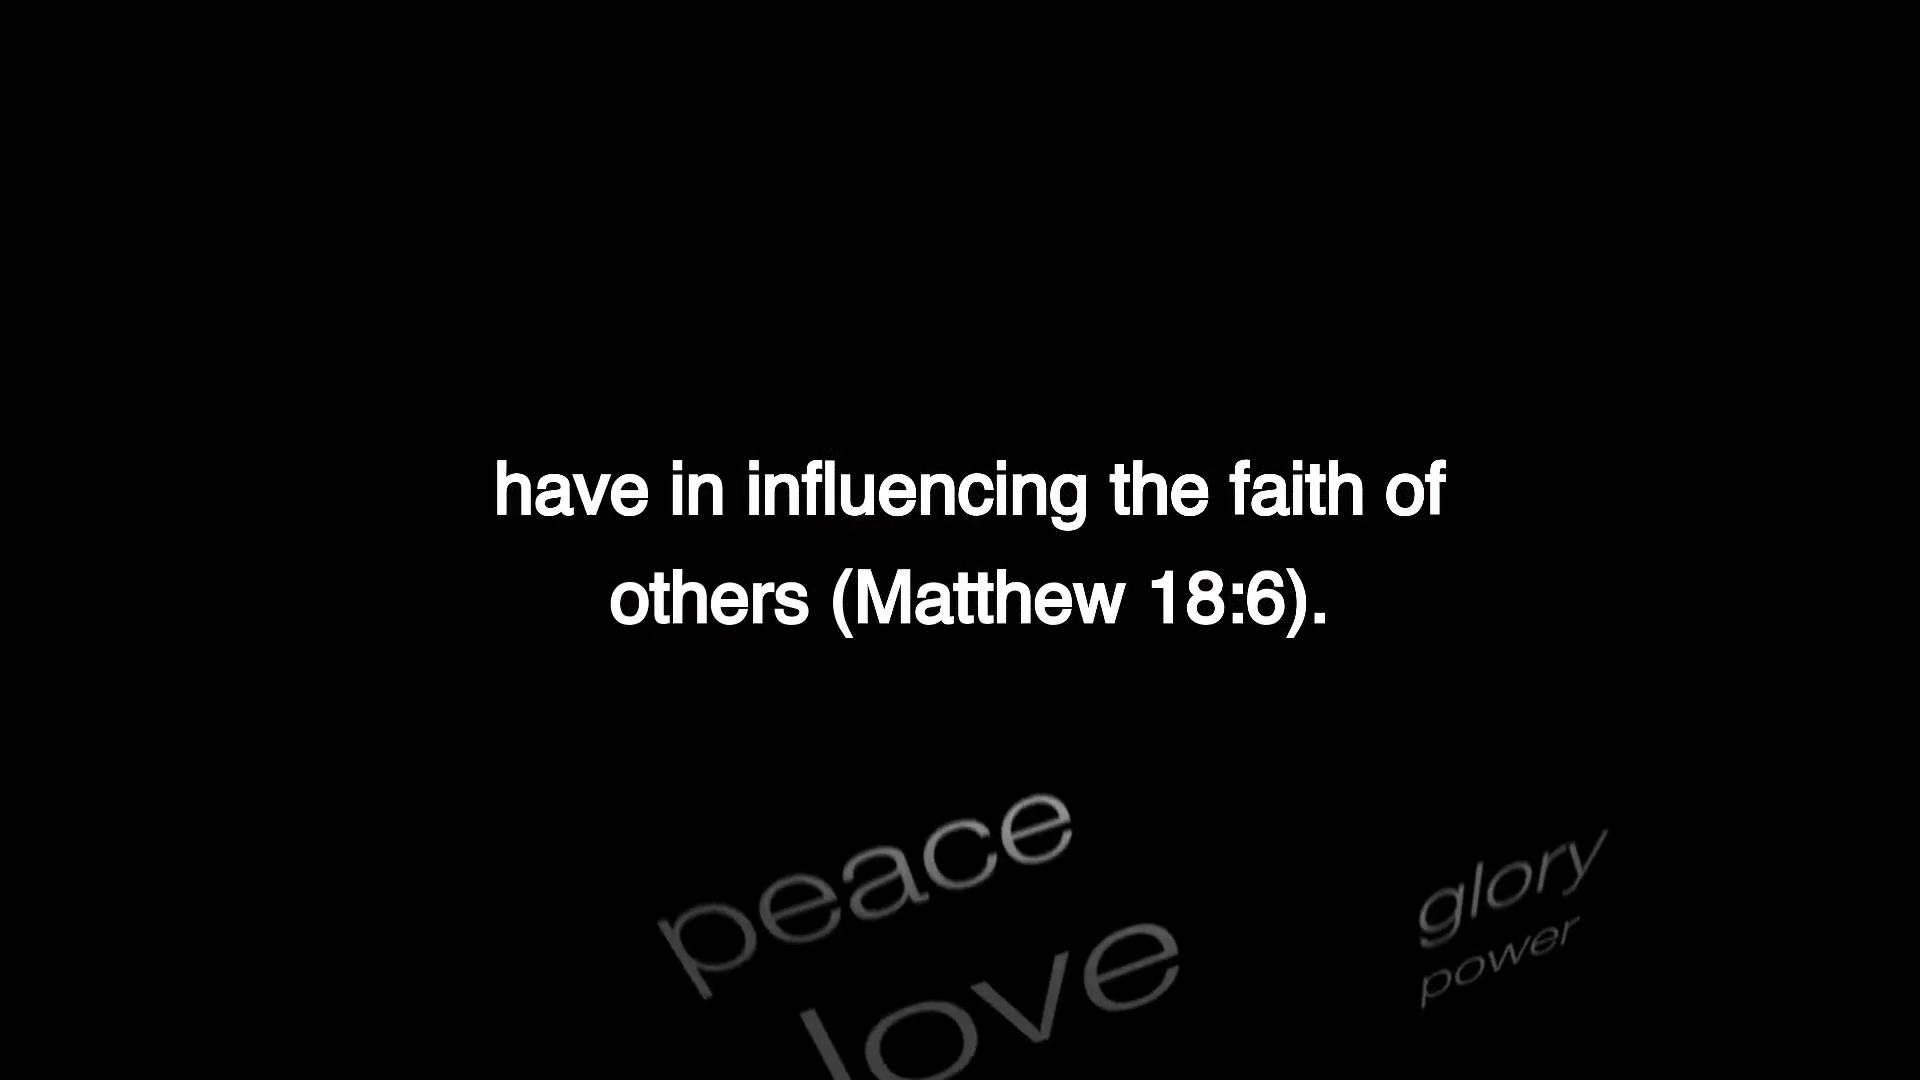 have in influencing the faith of
others (Matthew 18:6).
peace
love
glory
power